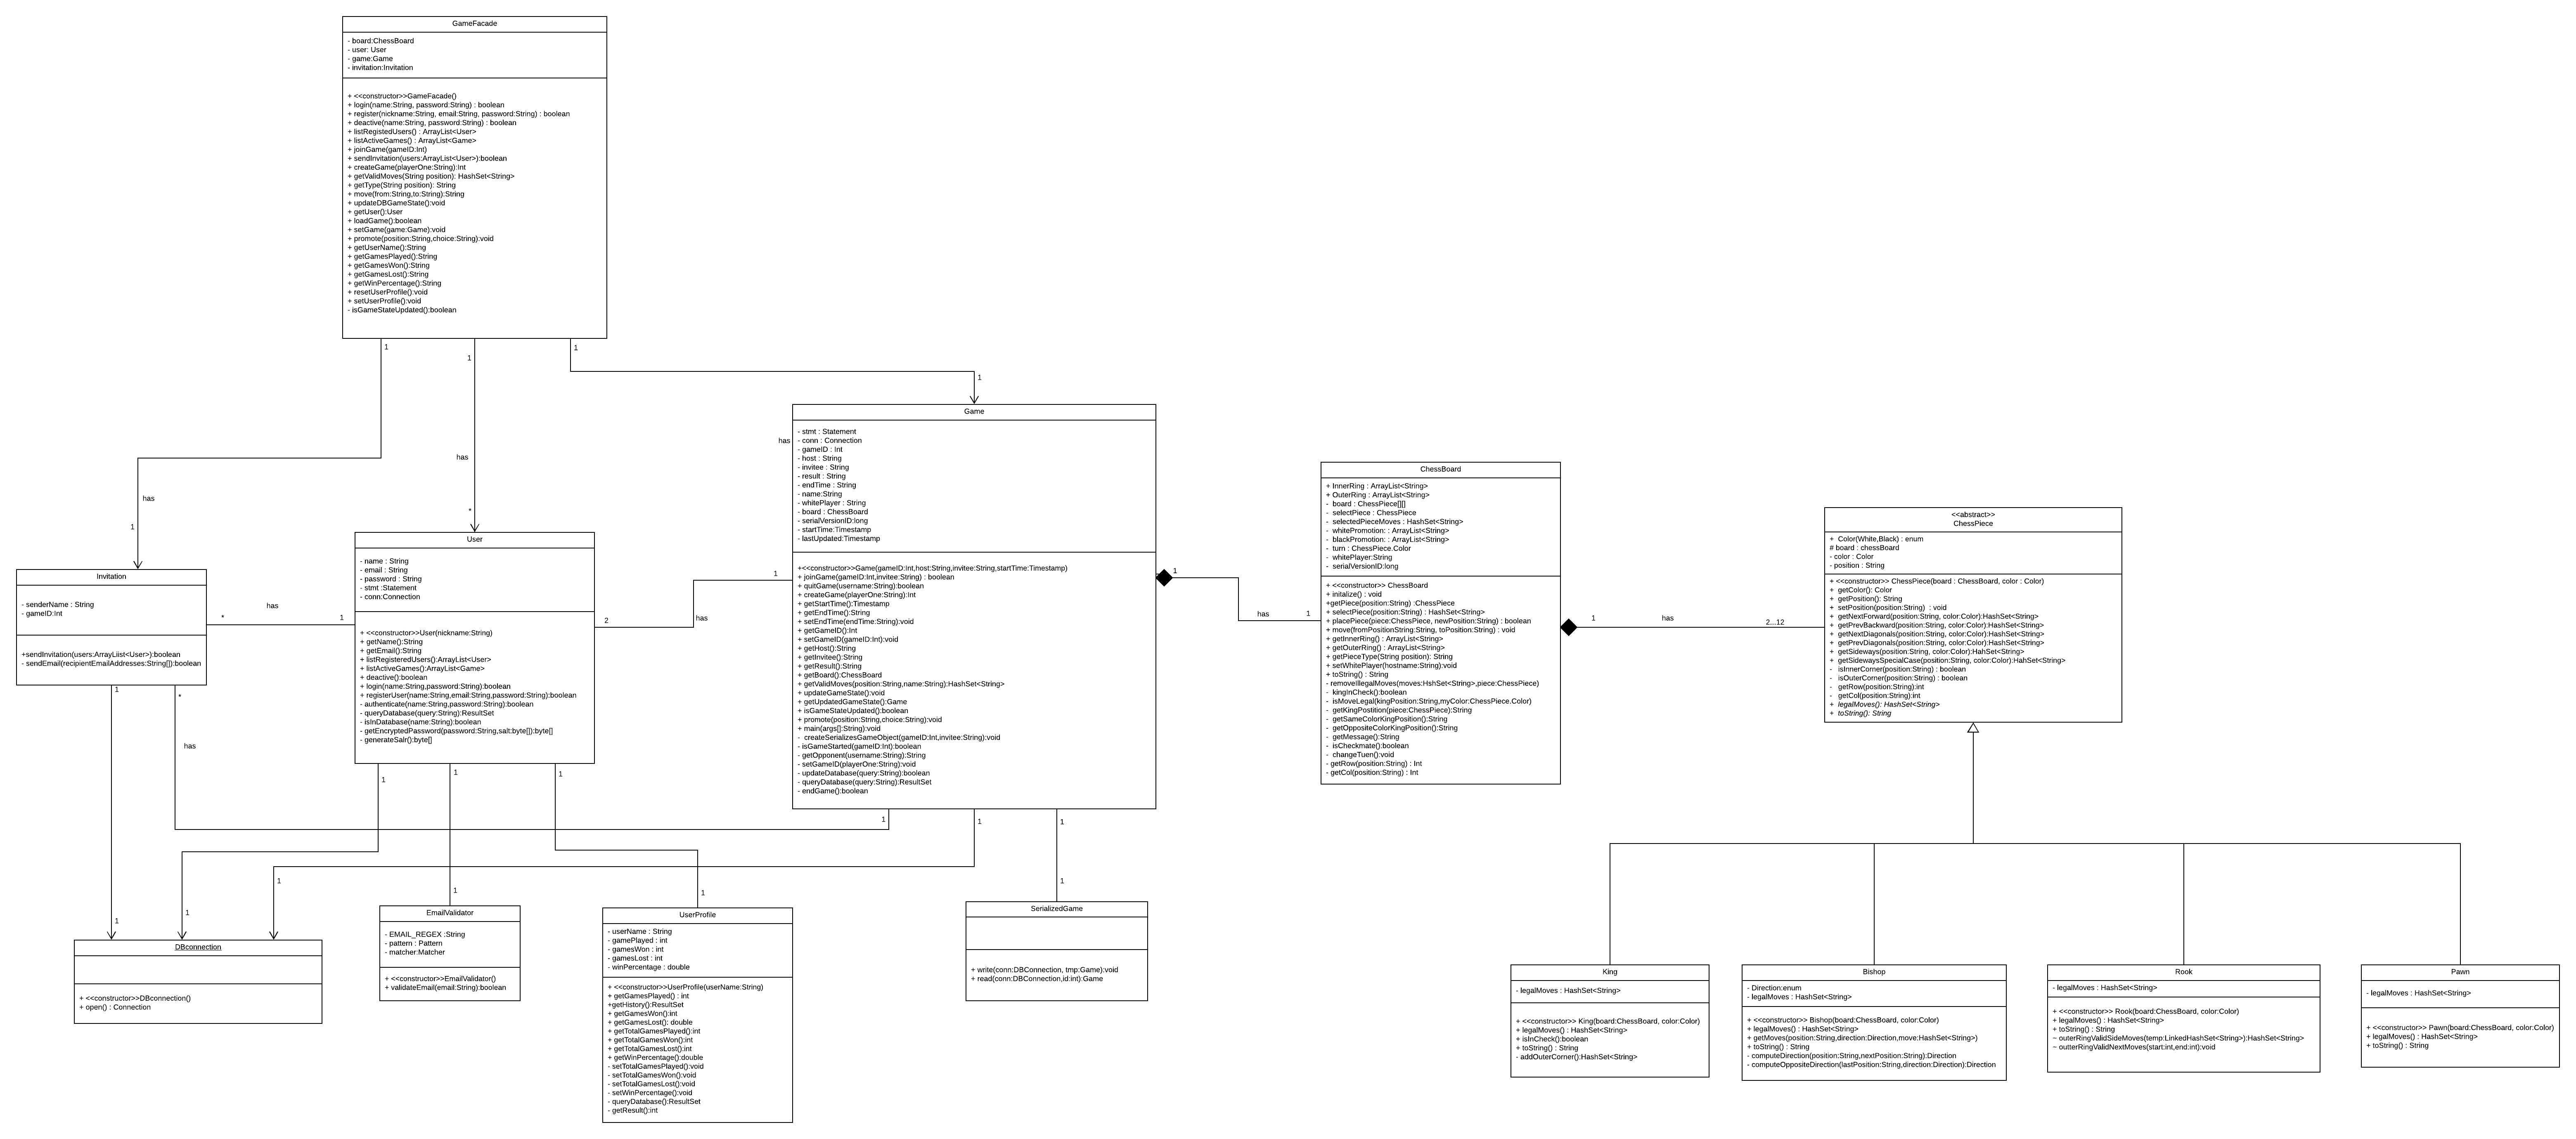 GameFacade
- board:ChessBoard
- user: User
- game:Game
- invitation:Invitation
+ <<constructor>>GameFacade()
+ login(name:String, password:String) : boolean
+ register(nickname:String, email:String, password:String) : boolean
+ deactive(name:String, password:String) : boolean
+ listRegistedUsers() : ArrayList<User>
+ listActiveGames() : ArrayList<Game>
+ joinGame(gameID:Int)
+ sendInvitation(users:ArrayList<User>):boolean
+ createGame(playerOne:String):Int
+ getValidMoves(String position): HashSet<String>
+ getType(String position): String
+ move(from:String,to:String):String
+ updateDBGameState():void
+ getUser():User
+ loadGame():boolean
+ setGame(game:Game):void
+ promote(position:String,choice:String):void
+ getUserName():String
+ getGamesPlayed():String
+ getGamesWon():String
+ getGamesLost():String
+ getWinPercentage():String
+ resetUserProfile():void
+ setUserProfile():void
- isGameStateUpdated():boolean
1
1
1
1
has
has
1
*
Invitation
- senderName : String
- gameID:Int
+sendInvitation(users:ArrayLiist<User>):boolean
- sendEmail(recipientEmailAddresses:String[]):boolean
*
has
1
User
- name : String
- email : String
- password : String
- stmt :Statement
- conn:Connection
+ <<constructor>>User(nickname:String)
+ getName():String
+ getEmail():String
+ listRegisteredUsers():ArrayList<User>
+ listActiveGames():ArrayList<Game>
+ deactive():boolean
+ login(name:String,password:String):boolean
+ registerUser(name:String,email:String,password:String):boolean
- authenticate(name:String,password:String):boolean
- queryDatabase(query:String):ResultSet
- isInDatabase(name:String):boolean
- getEncryptedPassword(password:String,salt:byte[]):byte[]
- generateSalr():byte[]
2
has
1
has
Game
- stmt : Statement
- conn : Connection
- gameID : Int
- host : String
- invitee : String
- result : String
- endTime : String
- name:String
- whitePlayer : String
- board : ChessBoard
- serialVersionID:long
- startTime:Timestamp
- lastUpdated:Timestamp
+<<constructor>>Game(gameID:Int,host:String,invitee:String,startTime:Timestamp)
+ joinGame(gameID:Int,invitee:String) : boolean
+ quitGame(username:String):boolean
+ createGame(playerOne:String):Int
+ getStartTime():Timestamp
+ getEndTime():String
+ setEndTime(endTime:String):void
+ getGameID():Int
+ setGameID(gameID:Int):void
+ getHost():String
+ getInvitee():String
+ getResult():String
+ getBoard():ChessBoard
+ getValidMoves(position:String,name:String):HashSet<String>
+ updateGameState():void
+ getUpdatedGameState():Game
+ isGameStateUpdated():boolean
+ promote(position:String,choice:String):void
+ main(args[]:String):void
- createSerializesGameObject(gameID:Int,invitee:String):void
- isGameStarted(gameID:Int):boolean
- getOpponent(username:String):String
- setGameID(playerOne:String):void
- updateDatabase(query:String):boolean
- queryDatabase(query:String):ResultSet
- endGame():boolean
1
has
1
ChessBoard
+ InnerRing : ArrayList<String>
+ OuterRing : ArrayList<String>
- board : ChessPiece[][]
- selectPiece : ChessPiece
- selectedPieceMoves : HashSet<String>
- whitePromotion: : ArrayList<String>
- blackPromotion: : ArrayList<String>
- turn : ChessPiece.Color
- whitePlayer:String
- serialVersionID:long
+ <<constructor>> ChessBoard
+ initalize() : void
+getPiece(position:String) :ChessPiece
+ selectPiece(position:String) : HashSet<String>
+ placePiece(piece:ChessPiece, newPosition:String) : boolean
+ move(fromPositionString:String, toPosition:String) : void
+ getInnerRing() : ArrayList<String>
+ getOuterRing() : ArrayList<String>
+ getPieceType(String position): String
+ setWhitePlayer(hostname:String):void
+ toString() : String
- removeIllegalMoves(moves:HshSet<String>,piece:ChessPiece)
- kingInCheck():boolean
- isMoveLegal(kingPosition:String,myColor:ChessPiece.Color)
- getKingPostition(piece:ChessPiece):String
- getSameColorKingPosition():String
- getOppositeColorKingPosition():String
- getMessage():String
- isCheckmate():boolean
- changeTuen():void
- getRow(position:String) : Int
- getCol(position:String) : Int
1
has
2...12
<<abstract>>
ChessPiece
+ Color(White,Black) : enum
# board : chessBoard
- color : Color
- position : String
+ <<constructor>> ChessPiece(board : ChessBoard, color : Color)
+ getColor(): Color
+ getPosition(): String
+ setPosition(position:String) : void
+ getNextForward(position:String, color:Color):HashSet<String>
+ getPrevBackward(position:String, color:Color):HashSet<String>
+ getNextDiagonals(position:String, color:Color):HashSet<String>
+ getPrevDiagonals(position:String, color:Color):HashSet<String>
+ getSideways(position:String, color:Color):HahSet<String>
+ getSidewaysSpecialCase(position:String, color:Color):HahSet<String>
- isInnerCorner(position:String) : boolean
- isOuterCorner(position:String) : boolean
- getRow(position:String):int
- getCol(position:String):int
+ legalMoves(): HashSet<String>
+ toString(): String
1
*
has
1
1
1
1
1
1
1
1
1
1
1
1
DBconnection
+ <<constructor>>DBconnection()
+ open() : Connection
EmailValidator
- EMAIL_REGEX :String
- pattern : Pattern
- matcher:Matcher
+ <<constructor>>EmailValidator()
+ validateEmail(email:String):boolean
UserProfile
- userName : String
- gamePlayed : int
- gamesWon : int
- gamesLost : int
- winPercentage : double
+ <<constructor>>UserProfile(userName:String)
+ getGamesPlayed() : int
+getHistory():ResultSet
+ getGamesWon():int
+ getGamesLost(): double
+ getTotalGamesPlayed():int
+ getTotalGamesWon():int
+ getTotalGamesLost():int
+ getWinPercentage():double
- setTotalGamesPlayed():void
- setTotalGamesWon():void
- setTotalGamesLost():void
- setWinPercentage():void
- queryDatabase():ResultSet
- getResult():int
SerializedGame
+ write(conn:DBConnection, tmp:Game):void
+ read(conn:DBConnection,id:int):Game
King
- legalMoves : HashSet<String>
+ <<constructor>> King(board:ChessBoard, color:Color)
+ legalMoves() : HashSet<String>
+ isInCheck():boolean
+ toString() : String
- addOuterCorner():HashSet<String>
Bishop
- Direction:enum
- legalMoves : HashSet<String>
+ <<constructor>> Bishop(board:ChessBoard, color:Color)
+ legalMoves() : HashSet<String>
+ getMoves(position:String,direction:Direction,move:HashSet<String>)
+ toString() : String
- computeDirection(position:String,nextPosition:String):Direction
- computeOppositeDirection(lastPosition:String,direction:Direction):Direction
Rook
- legalMoves : HashSet<String>
+ <<constructor>> Rook(board:ChessBoard, color:Color)
+ legalMoves() : HashSet<String>
+ toString() : String
− outerRingValidSideMoves(temp:LinkedHashSet<String>):HashSet<String>
− outterRingValidNextMoves(start:int,end:int):void
Pawn
- legalMoves : HashSet<String>
+ <<constructor>> Pawn(board:ChessBoard, color:Color)
+ legalMoves() : HashSet<String>
+ toString() : String